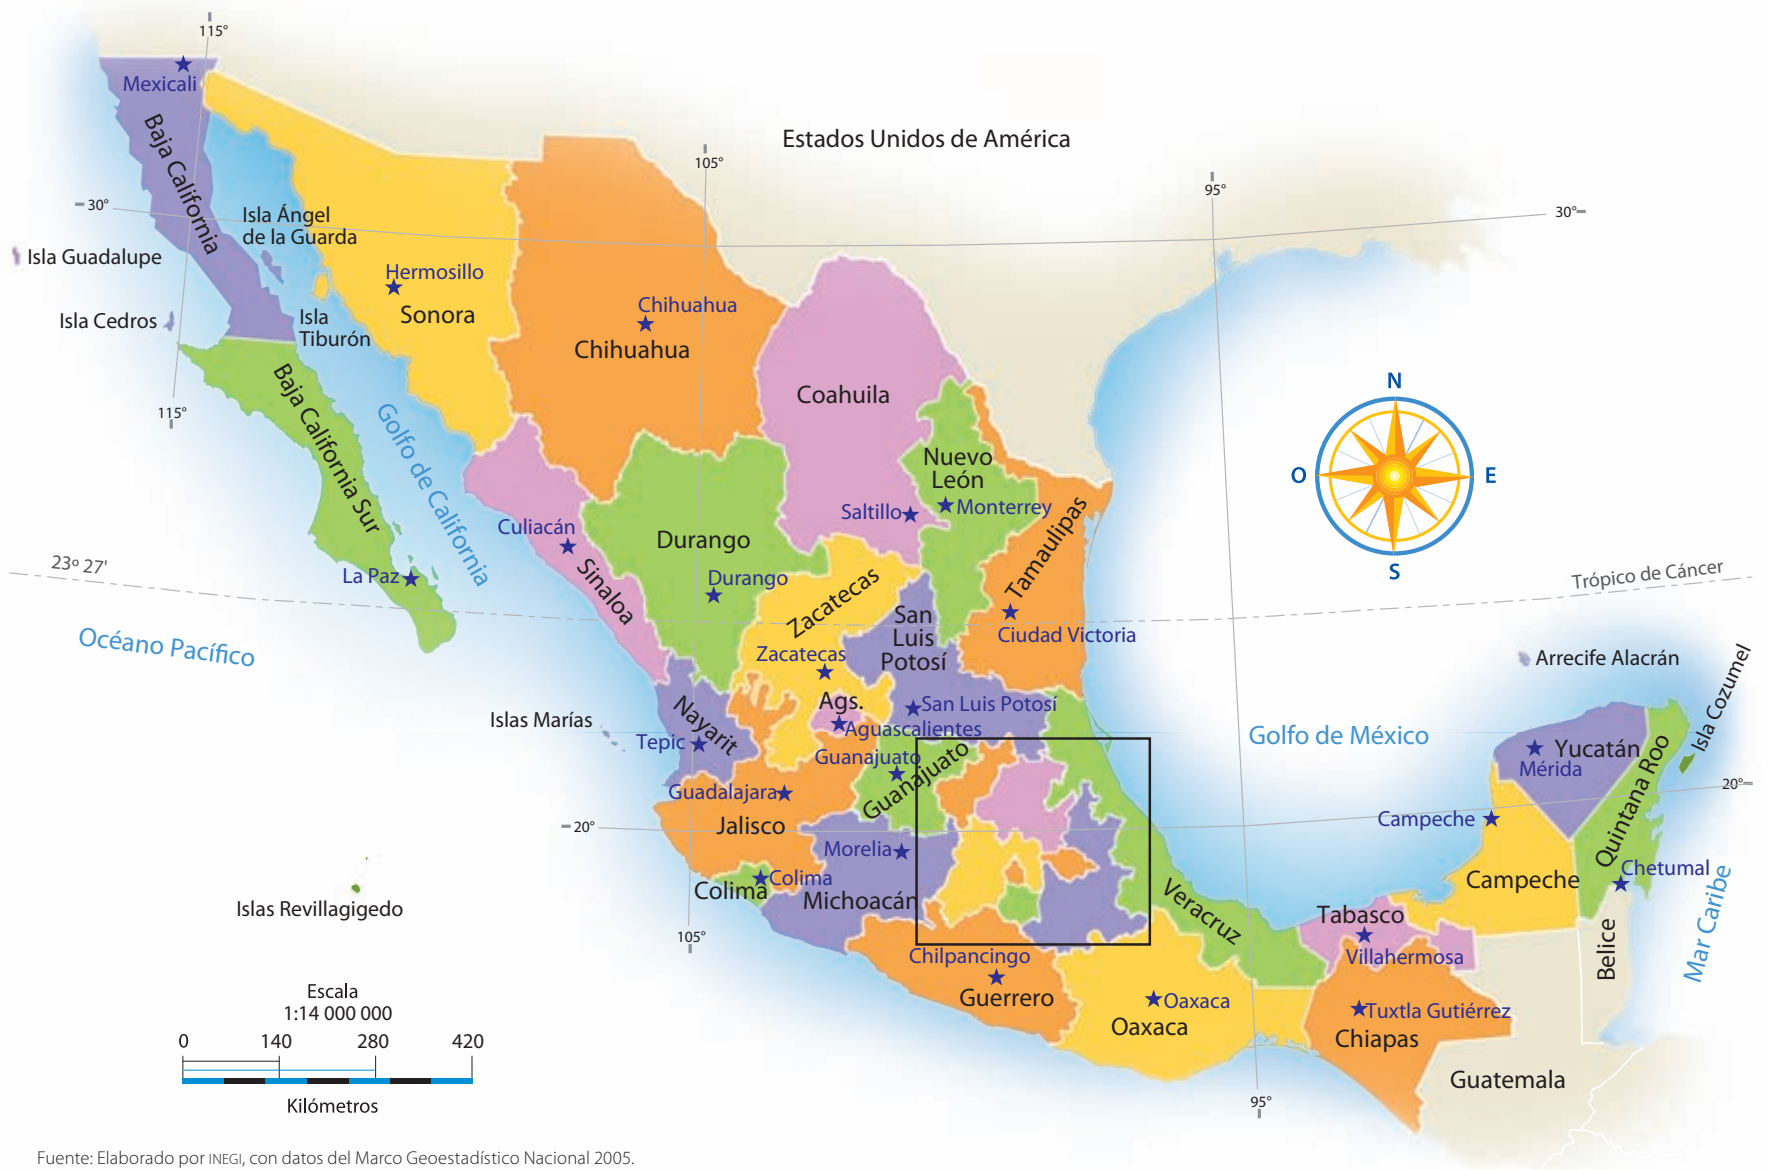 115°
Mexicali
Baja California
Estados Unidos de América
105°
95°
30°
30°
Isla Ángel
de la Guarda
Isla Guadalupe
Hermosillo
Sonora
Isla Cedros
Isla
Tiburón
Chihuahua
Chihuahua
Coahuila
N
O
E
S
115°
Baja California Sur
Golfo de California
Nuevo
León
Saltillo
Monterrey
Tamaulipas
Culiacán
Sinaloa
Durango
Durango
La Paz
23º 27'
Trópico de Cáncer
Océano Pacífico
Zacatecas
Zacatecas
San
Luis
Potosí
Ciudad Victoria
Arrecife Alacrán
Isla Cozumel
Ags.
San Luis Potosí
Aguascalientes
Islas Marías
Nayarit
Tepic
Guanajuato
Guanajuato
Golfo de México
Yucatán
Mérida
Quintana Roo
20°
Guadalajara
Jalisco
20°
Campeche
Morelia
Colima
Colima
Michoacán
Campeche
Chetumal
Mar Caribe
Islas Revillagigedo
Veracruz
Tabasco
Villahermosa
Belice
105°
Chilpancingo
Guerrero
Oaxaca
Oaxaca
Tuxtla Gutiérrez
Chiapas
Guatemala
95°
Escala
1:14 000 000
0 140 280 420
Kilómetros
Fuente: Elaborado por INEGI, con datos del Marco Geoestadístico Nacional 2005.